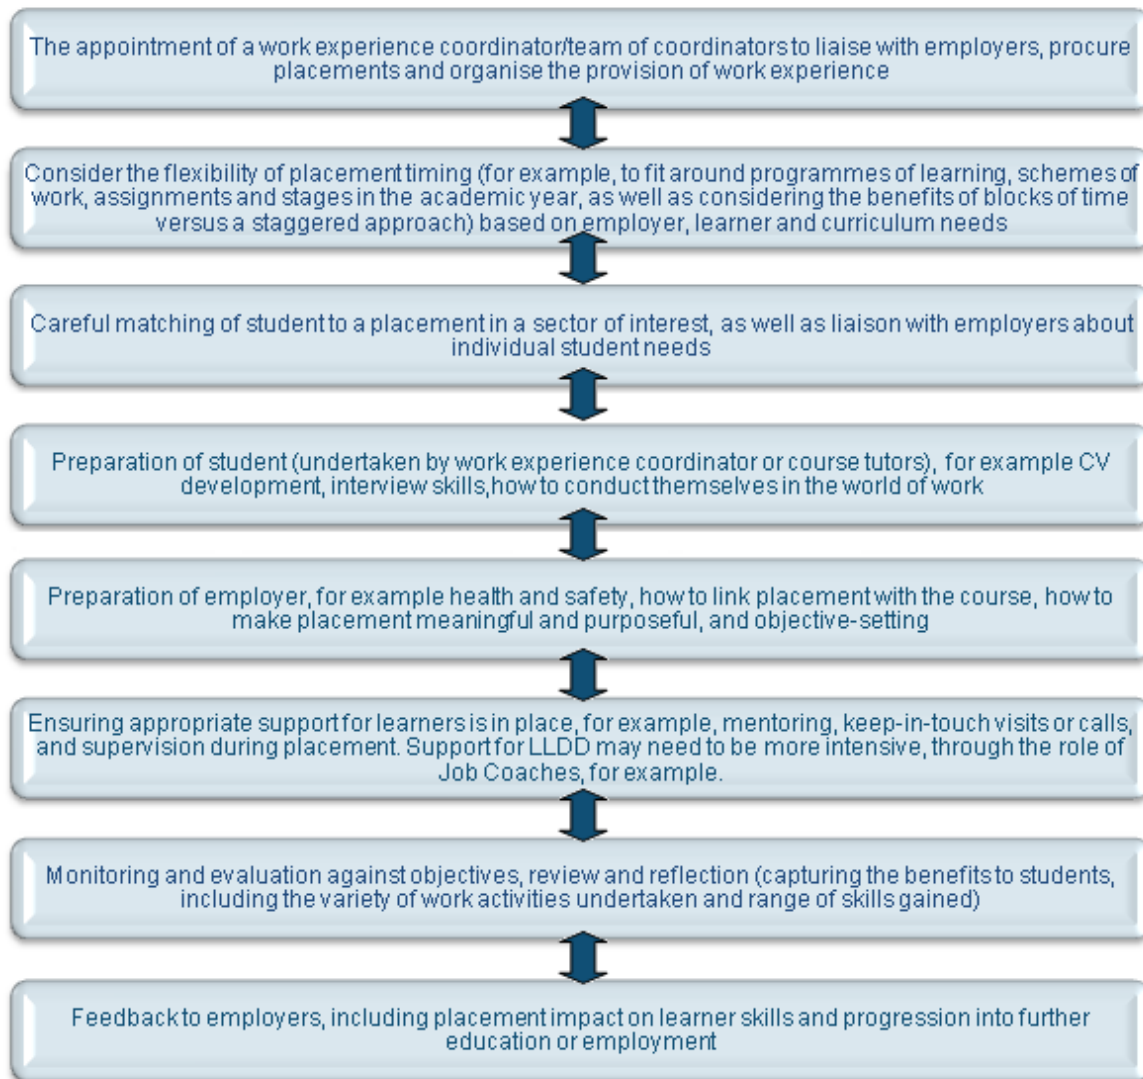 The appointment of a work experience coordinator/team of coordinators to liaise with employers, procure
placements and organise the provision of work experience
Consider the flexibility of placement timing (for example, to fit around programmes of learning, schemes of
work, assignments and stages in the academic year, as well as considering the benefits of blocks of time
versus a staggered approach) based on employer, learner and curriculum needs
Careful matching of student to a placement in a sector of interest, as well as liaison with employers about
individual student needs
Preparation of student (undertaken by work experience coordinator or course tutors), for example CV
development, interview skills,how to conduct themselves in the world of work
Preparation of employer, for example health and safety, how to link placement with the course, how to
make placement meaningful and purposeful, and objective-setting
Ensuring appropriate support for learners is in place, for example, mentoring, keep-in-touch visits or calls,
and supervision during placement. Support for LLDD may need to be more intensive, through the role of
Job Coaches, for example.
Monitoring and evaluation against objectives, review and reflection (capturing the benefits to students,
including the variety of work activities undertaken and range of skills gained)
Feedback to employers, including placement impact on learner skills and progression into further
education or employment